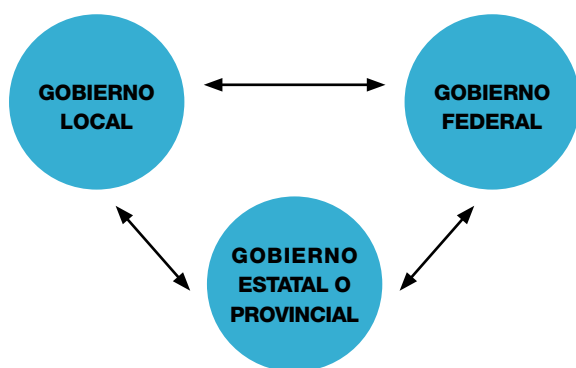 GOBIERNO
LOCAL
GOBIERNO
FEDERAL
GOBIERNO
ESTATAL O
PROVINCIAL